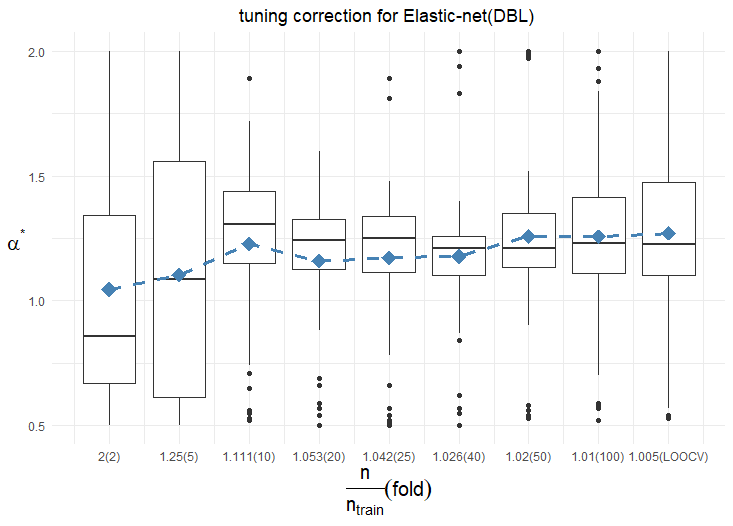 tuning correction for Elastic-net(DBL)
2.0
1.5
α*
1.0
0.5
2(2) 1.25(5) 1.111(10) 1.053(20) 1.042(25) 1.026(40) 1.02(50) 1.01(100) 1.005(LOOCV)
n
(fold)
n_train